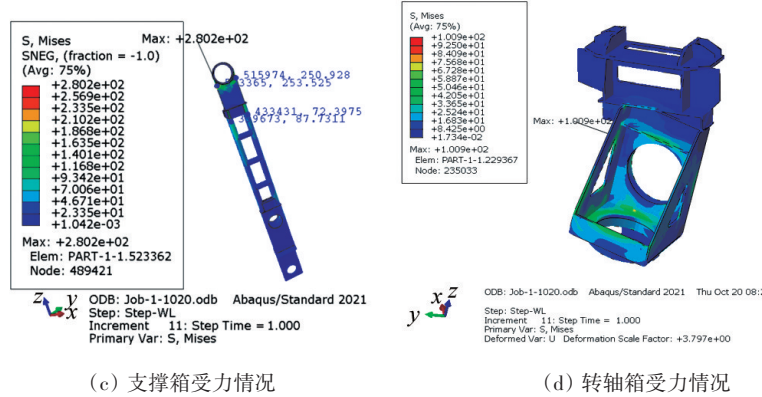 S, Mises
SNEG, (fraction = -1.0)
(Avg: 75%)
+2.802e+02
+2.569e+02
+2.335e+02
+2.102e+02
+1.868e+02
+1.635e+02
+1.401e+02
+1.168e+02
+9.342e+01
+7.006e+01
+4.671e+01
+2.335e+01
+1.042e-03
Max: +2.802e+02
Elem: PART-1-1.523362
Node: 489421
Max: +2.802e+02
515974, 250.928
253.525
433431, 72.3975
87.7311
z y x
ODB: Job-1-1020.odb Abaqus/Standard 2021
Step: Step-WL
Increment 11: Step Time = 1.000
Primary Var: S, Mises
(c) 支撑箱受力情况
S, Mises
(Avg: 75%)
+1.009e+02
+9.250e+01
+8.409e+01
+7.568e+01
+6.728e+01
+5.887e+01
+5.046e+01
+4.205e+01
+3.365e+01
+2.524e+01
+1.683e+01
+8.425e+00
+1.734e-02
Max: +1.009e+02
Elem: PART-1-1.229367
Node: 235033
Max: +1.009e+02
x z
y
ODB: Job-1-1020.odb Abaqus/Standard 2021 Thu Oct 20 08:
Step: Step-WL
Increment 11: Step Time = 1.000
Primary Var: S, Mises
Deformed Var: U Deformation Scale Factor: +3.797e+00
(d) 转轴箱受力情况